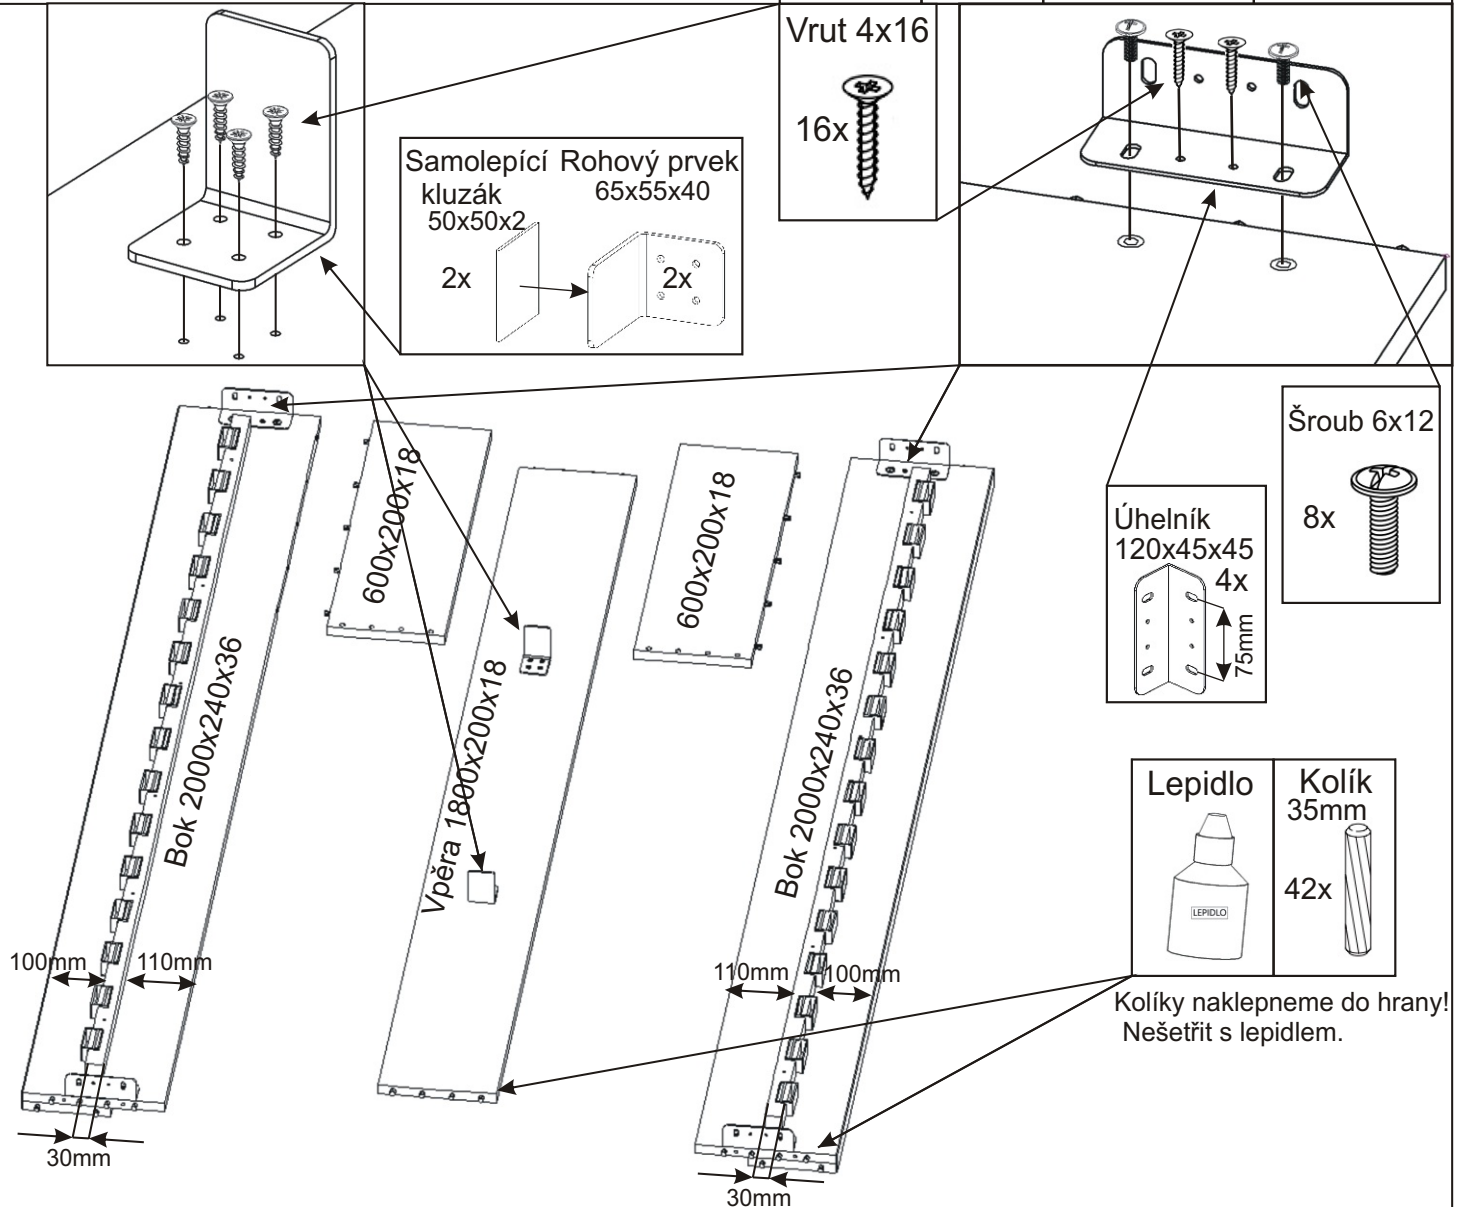 Vrut 4x16
16x
Samolepící Rohový prvek
kluzák 65x55x40
50x50x2
2x
2x
Šroub 6x12
8x
Úhelník
120x45x45
4x
75mm
600x200x18
600x200x18
Bok 2000x240x36
Vpěra 1800x200x18
Bok 2000x240x36
Lepidlo
LEPIDLO
Kolík
35mm
42x
100mm
110mm
110mm
100mm
Kolíky naklepneme do hrany!
Nešetřit s lepidlem.
30mm
30mm